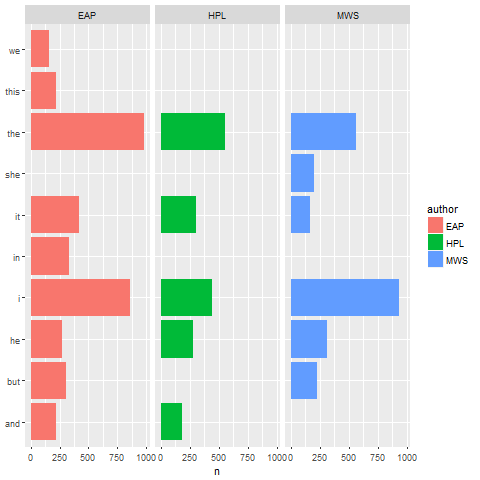 EAP HPL MWS
we
this
the
she
it
in
i
he
but
and
0 250 500 750 1000 0 250 500 750 1000 0 250 500 750 1000
n
author
EAP
HPL
MWS